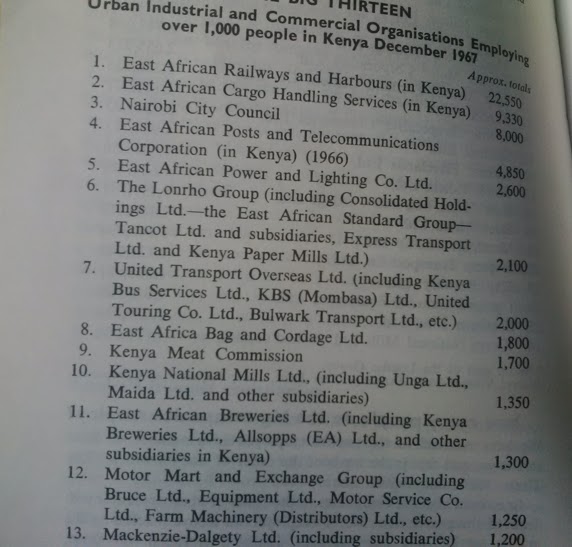 BIG THIRTEEN
Urban Industrial and Commercial Organisations Employing
over 1,000 people in Kenya December 1967
Approx. totals
1. East African Railways and Harbours (in Kenya) 22,550
2. East African Cargo Handling Services (in Kenya) 9,330
3. Nairobi City Council 8,000
4. East African Posts and Telecommunications
Corporation (in Kenya) (1966) 4,850
5. East African Power and Lighting Co. Ltd. 2,600
6. The Lonrho Group (including Consolidated Hold-
ings Ltd.—the East African Standard Group—
Tancot Ltd. and subsidiaries, Express Transport
Ltd. and Kenya Paper Mills Ltd.) 2,100
7. United Transport Overseas Ltd. (including Kenya
Bus Services Ltd., KBS (Mombasa) Ltd., United
Touring Co. Ltd., Bulwark Transport Ltd., etc.) 2,000
8. East Africa Bag and Cordage Ltd. 1,800
9. Kenya Meat Commission 1,700
10. Kenya National Mills Ltd., (including Unga Ltd.,
Maida Ltd. and other subsidiaries) 1,350
11. East African Breweries Ltd. (including Kenya
Breweries Ltd., Allsopps (EA) Ltd., and other
subsidiaries in Kenya) 1,300
12. Motor Mart and Exchange Group (including
Bruce Ltd., Equipment Ltd., Motor Service Co.
Ltd., Farm Machinery (Distributors) Ltd., etc.) 1,250
13. Mackenzie-Dalgety Ltd. (including subsidiaries) 1,200